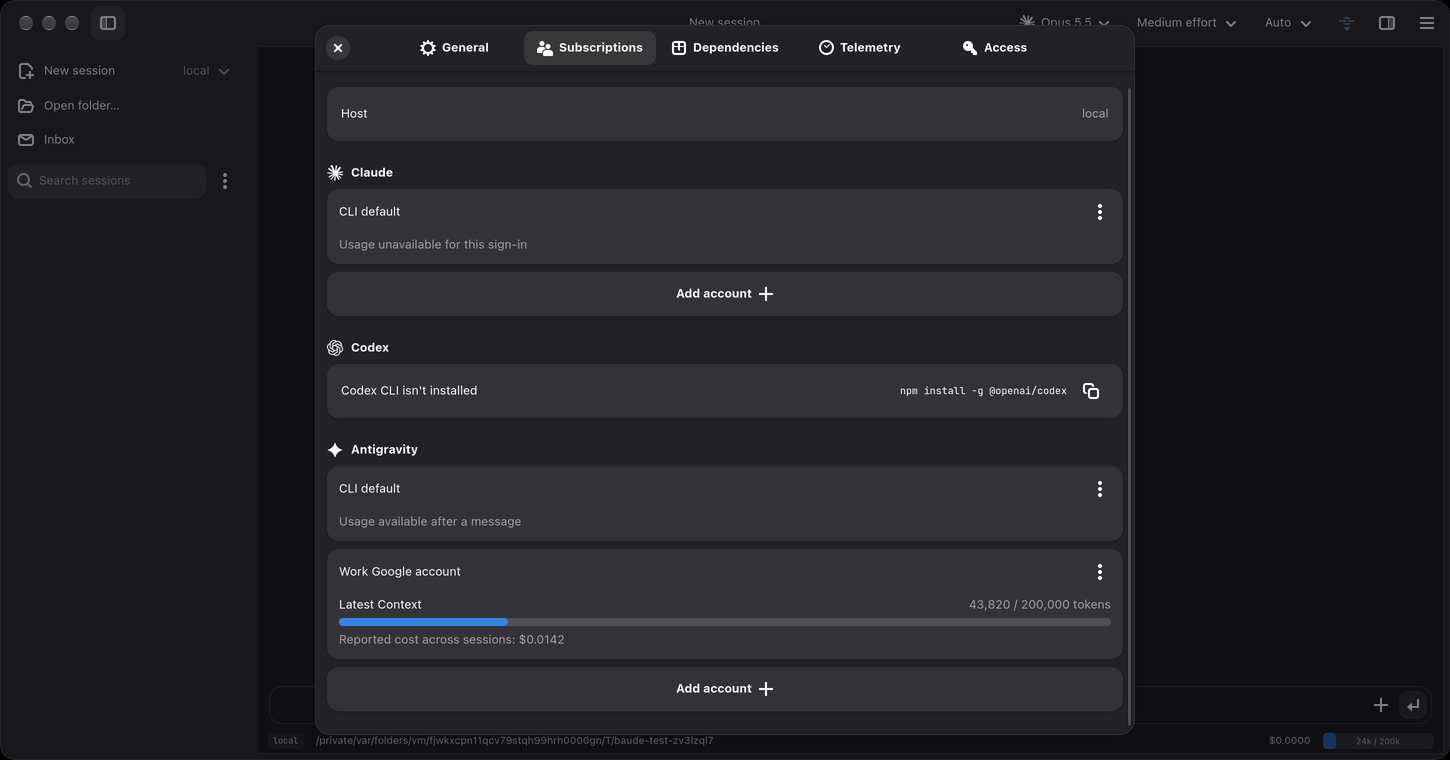 New session
Opus 5.5
Medium effort
Auto
General
Subscriptions
Dependencies
Telemetry
Access
New session
local
Open folder...
Inbox
Search sessions
Host
local
Claude
CLI default
Usage unavailable for this sign-in
Add account
Codex
Codex CLI isn't installed
npm install -g @openai/codex
Antigravity
CLI default
Usage available after a message
Work Google account
Latest Context
43,820 / 200,000 tokens
Reported cost across sessions: $0.0142
Add account
local
/private/var/folders/vm/fjwkxcpn11qcv79stqh99hrh0000gn/T/baude-test-zv3lzql7
$0.0000
24k / 200k